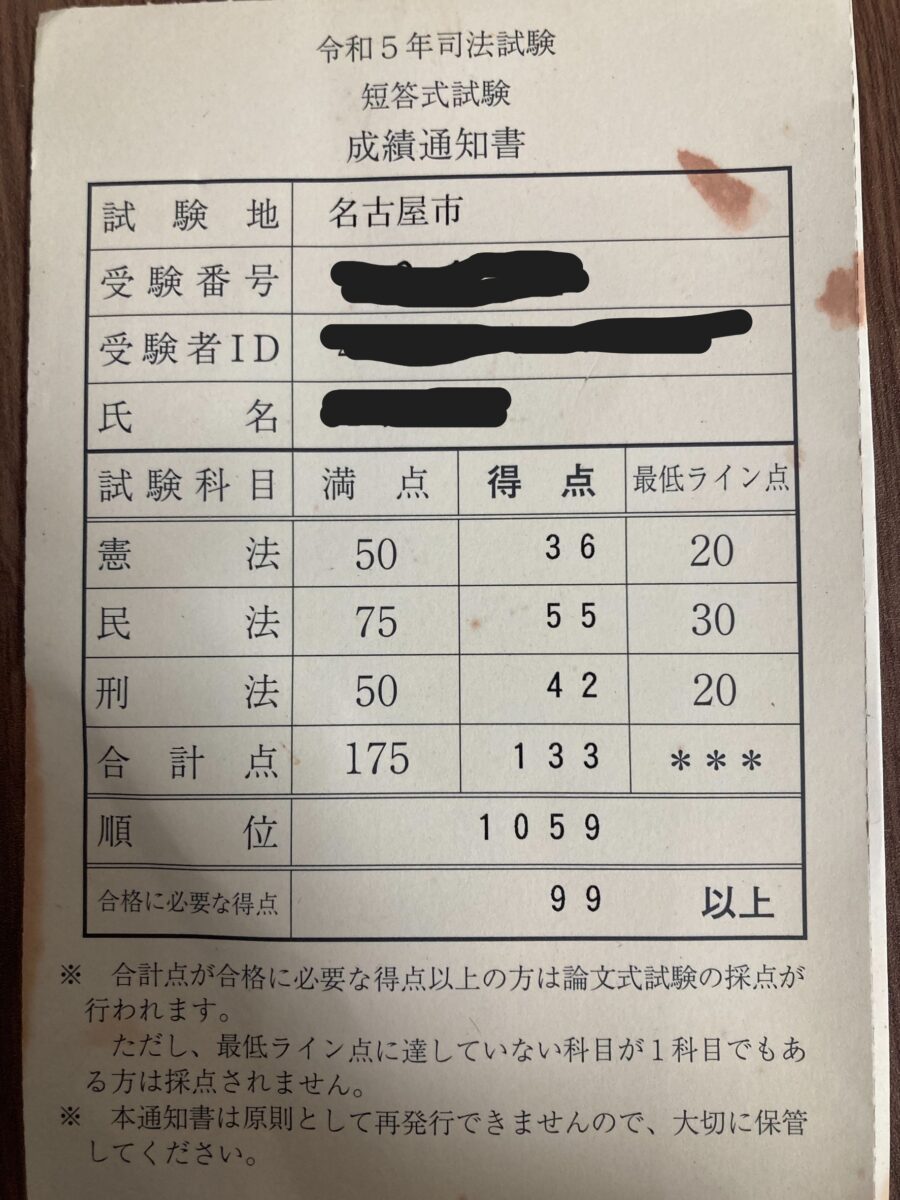 令和5年司法試験
短答式試験
成績通知書
試験地 名古屋市
受験番号
受験者ID
氏名
試験科目 満点 得点 最低ライン点
憲法 50 36 20
民法 75 55 30
刑法 50 42 20
合計点 175 133 ***
順位 1059
合格に必要な得点 99 以上
※ 合計点が合格に必要な得点以上の方は論文式試験の採点が
行われます。
ただし、最低ライン点に達していない科目が1科目でもあ
る方は採点されません。
※ 本通知書は原則として再発行できませんので、大切に保管
してください。